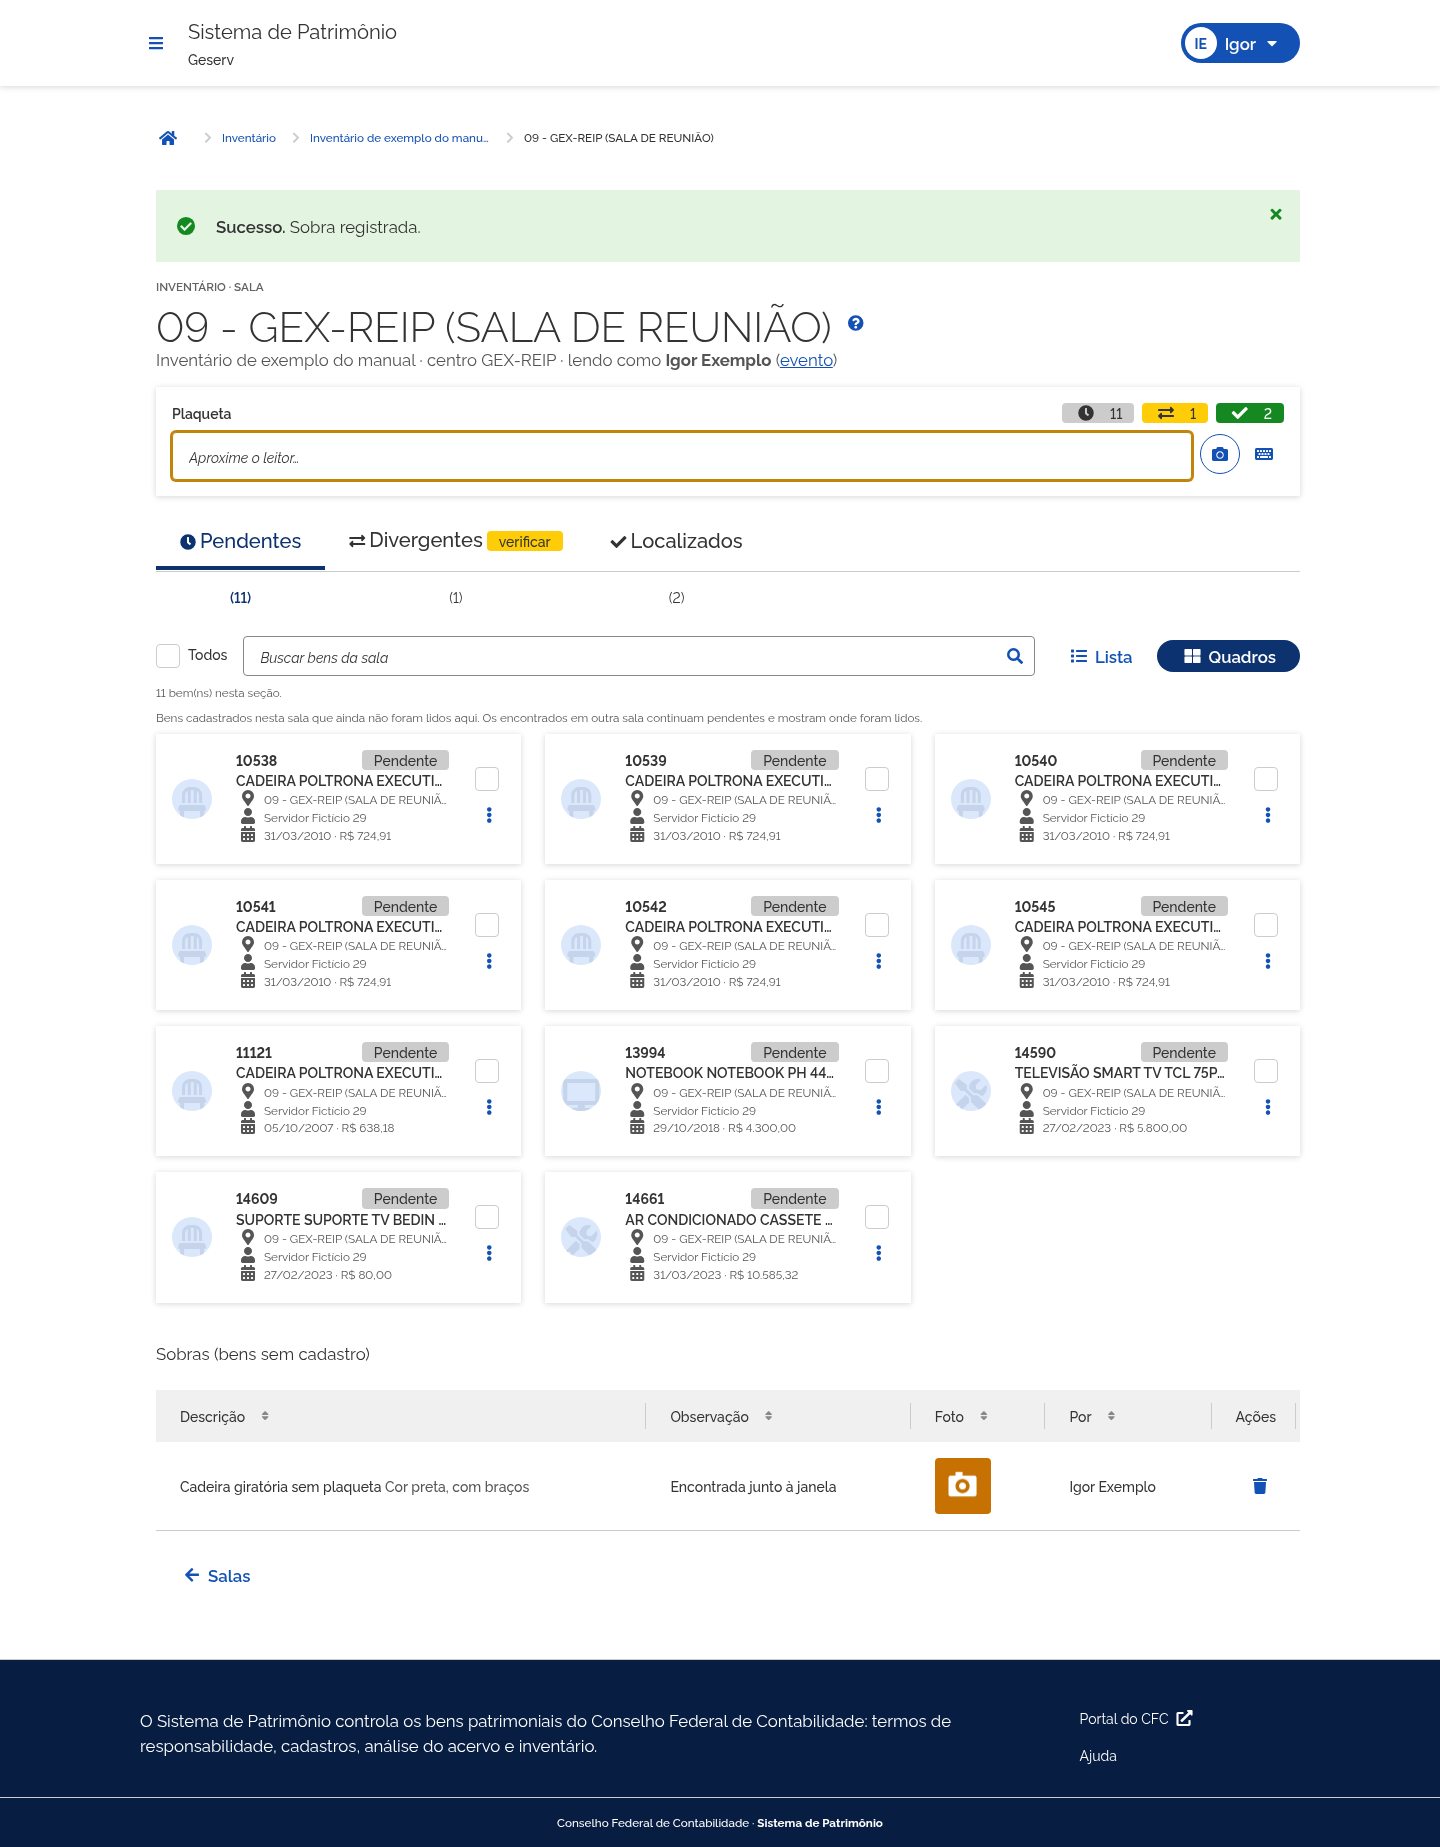 Sistema de Patrimônio
Geserv
IE Igor
Inventário
Inventário de exemplo do manu...
09 - GEX-REIP (SALA DE REUNIÃO)
Sucesso. Sobra registrada.
INVENTÁRIO · SALA
09 - GEX-REIP (SALA DE REUNIÃO)
Inventário de exemplo do manual · centro GEX-REIP · lendo como Igor Exemplo (evento)
Plaqueta
11
1
2
Aproxime o leitor...
Pendentes
Divergentes verificar
Localizados
(11)
(1)
(2)
Todos
Buscar bens da sala
Lista
Quadros
11 bem(ns) nesta seção.
Bens cadastrados nesta sala que ainda não foram lidos aqui. Os encontrados em outra sala continuam pendentes e mostram onde foram lidos.
10538 Pendente
CADEIRA POLTRONA EXECUTI...
09 - GEX-REIP (SALA DE REUNIÃ...
Servidor Fictício 29
31/03/2010 · R$ 724,91
10539 Pendente
CADEIRA POLTRONA EXECUTI...
09 - GEX-REIP (SALA DE REUNIÃ...
Servidor Fictício 29
31/03/2010 · R$ 724,91
10540 Pendente
CADEIRA POLTRONA EXECUTI...
09 - GEX-REIP (SALA DE REUNIÃ...
Servidor Fictício 29
31/03/2010 · R$ 724,91
10541 Pendente
CADEIRA POLTRONA EXECUTI...
09 - GEX-REIP (SALA DE REUNIÃ...
Servidor Fictício 29
31/03/2010 · R$ 724,91
10542 Pendente
CADEIRA POLTRONA EXECUTI...
09 - GEX-REIP (SALA DE REUNIÃ...
Servidor Fictício 29
31/03/2010 · R$ 724,91
10545 Pendente
CADEIRA POLTRONA EXECUTI...
09 - GEX-REIP (SALA DE REUNIÃ...
Servidor Fictício 29
31/03/2010 · R$ 724,91
11121 Pendente
CADEIRA POLTRONA EXECUTI...
09 - GEX-REIP (SALA DE REUNIÃ...
Servidor Fictício 29
05/10/2007 · R$ 638,18
13994 Pendente
NOTEBOOK NOTEBOOK PH 44...
09 - GEX-REIP (SALA DE REUNIÃ...
Servidor Fictício 29
29/10/2018 · R$ 4.300,00
14590 Pendente
TELEVISÃO SMART TV TCL 75P...
09 - GEX-REIP (SALA DE REUNIÃ...
Servidor Fictício 29
27/02/2023 · R$ 5.800,00
14609 Pendente
SUPORTE SUPORTE TV BEDIN ...
09 - GEX-REIP (SALA DE REUNIÃ...
Servidor Fictício 29
27/02/2023 · R$ 80,00
14661 Pendente
AR CONDICIONADO CASSETE ...
09 - GEX-REIP (SALA DE REUNIÃ...
Servidor Fictício 29
31/03/2023 · R$ 10.585,32
Sobras (bens sem cadastro)
Descrição Observação Foto Por Ações
Cadeira giratória sem plaqueta Cor preta, com braços Encontrada junto à janela Igor Exemplo
Salas
O Sistema de Patrimônio controla os bens patrimoniais do Conselho Federal de Contabilidade: termos de
responsabilidade, cadastros, análise do acervo e inventário.
Portal do CFC
Ajuda
Conselho Federal de Contabilidade · Sistema de Patrimônio